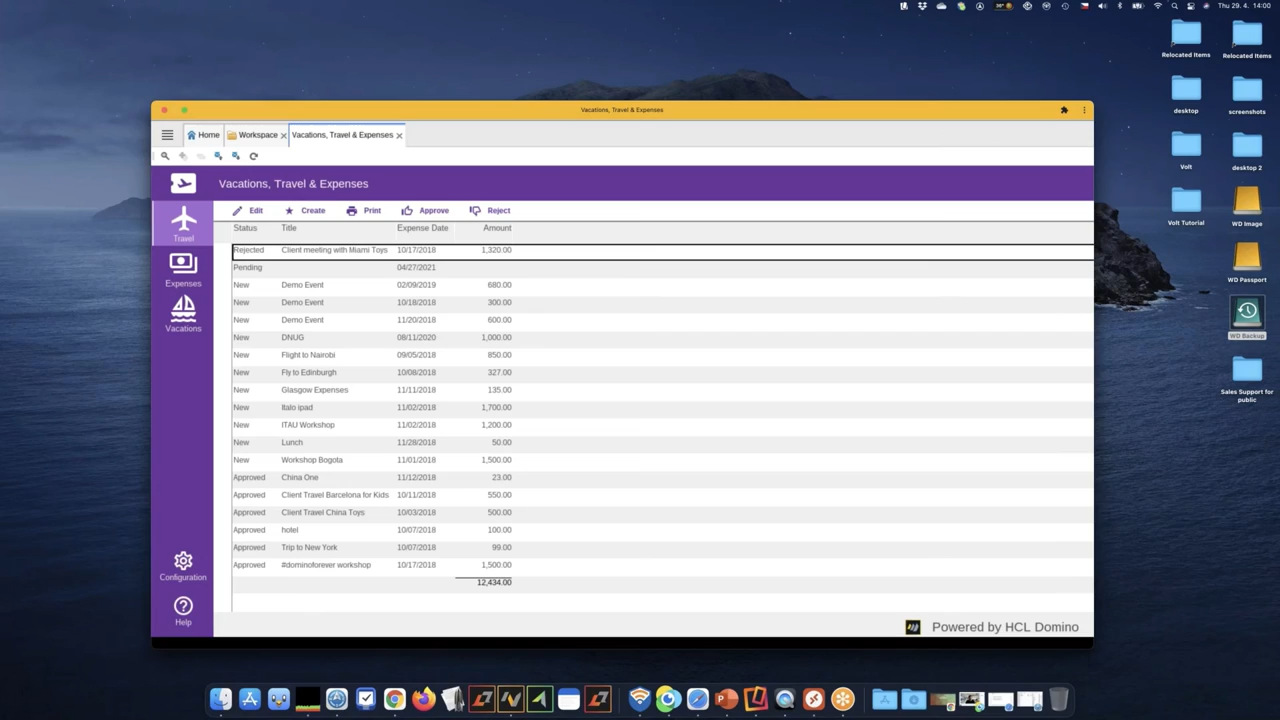 Thu 29. 4. 14:00
Vacations, Travel & Expenses
Home
Workspace
Vacations, Travel & Expenses
Vacations, Travel & Expenses
Edit
Create
Print
Approve
Reject
Status Title Expense Date Amount
Rejected Client meeting with Miami Toys 10/17/2018 1,320.00
Pending 04/27/2021
New Demo Event 02/09/2019 680.00
New Demo Event 10/18/2018 300.00
New Demo Event 11/20/2018 600.00
New DNUG 08/11/2020 1,000.00
New Flight to Nairobi 09/05/2018 850.00
New Fly to Edinburgh 10/08/2018 327.00
New Glasgow Expenses 11/11/2018 135.00
New Italo ipad 11/02/2018 1,700.00
New ITAU Workshop 11/02/2018 1,200.00
New Lunch 11/28/2018 50.00
New Workshop Bogota 11/01/2018 1,500.00
Approved China One 11/12/2018 23.00
Approved Client Travel Barcelona for Kids 10/11/2018 550.00
Approved Client Travel China Toys 10/03/2018 500.00
Approved hotel 10/07/2018 100.00
Approved Trip to New York 10/07/2018 99.00
Approved #dominoforever workshop 10/17/2018 1,500.00
12,434.00
Travel
Expenses
Vacations
Configuration
Help
Powered by HCL Domino
Relocated Items
Relocated Items
desktop
screenshots
Volt
desktop 2
Volt Tutorial
WD Image
WD Passport
WD Backup
Sales Support for
public